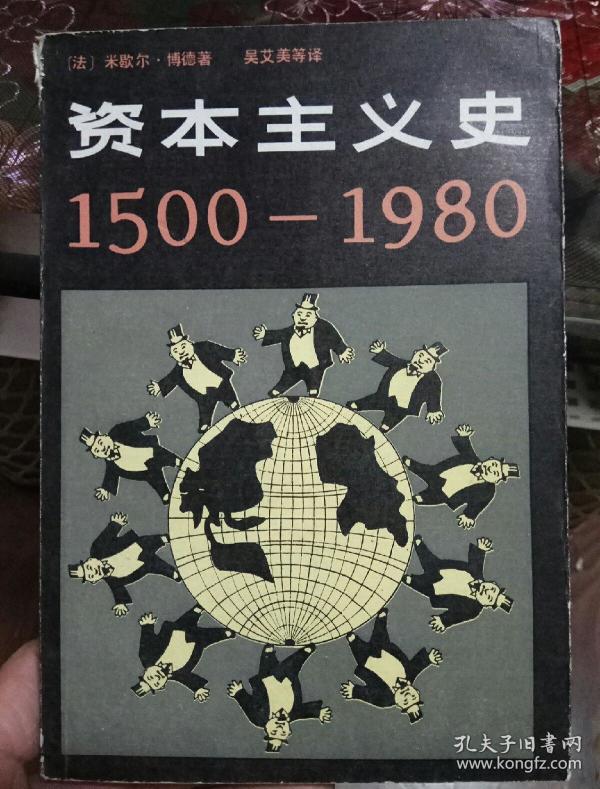 〔法〕米歇尔·博德著 吴艾美等译
资本主义史
1500－1980
孔夫子旧書网
www.kongfz.com